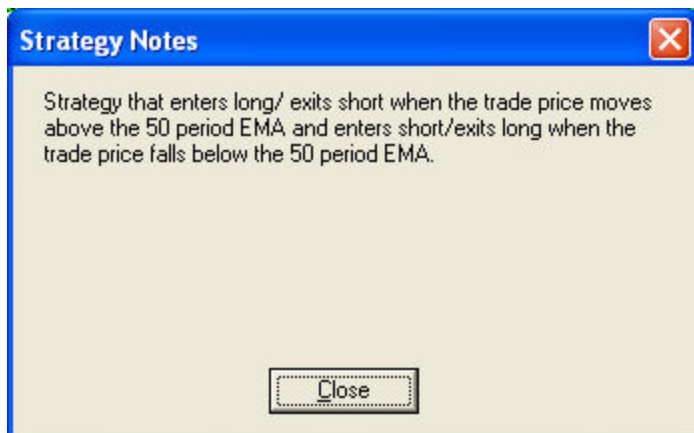 Strategy Notes
Strategy that enters long/ exits short when the trade price moves
above the 50 period EMA and enters short/exits long when the
trade price falls below the 50 period EMA.
Close